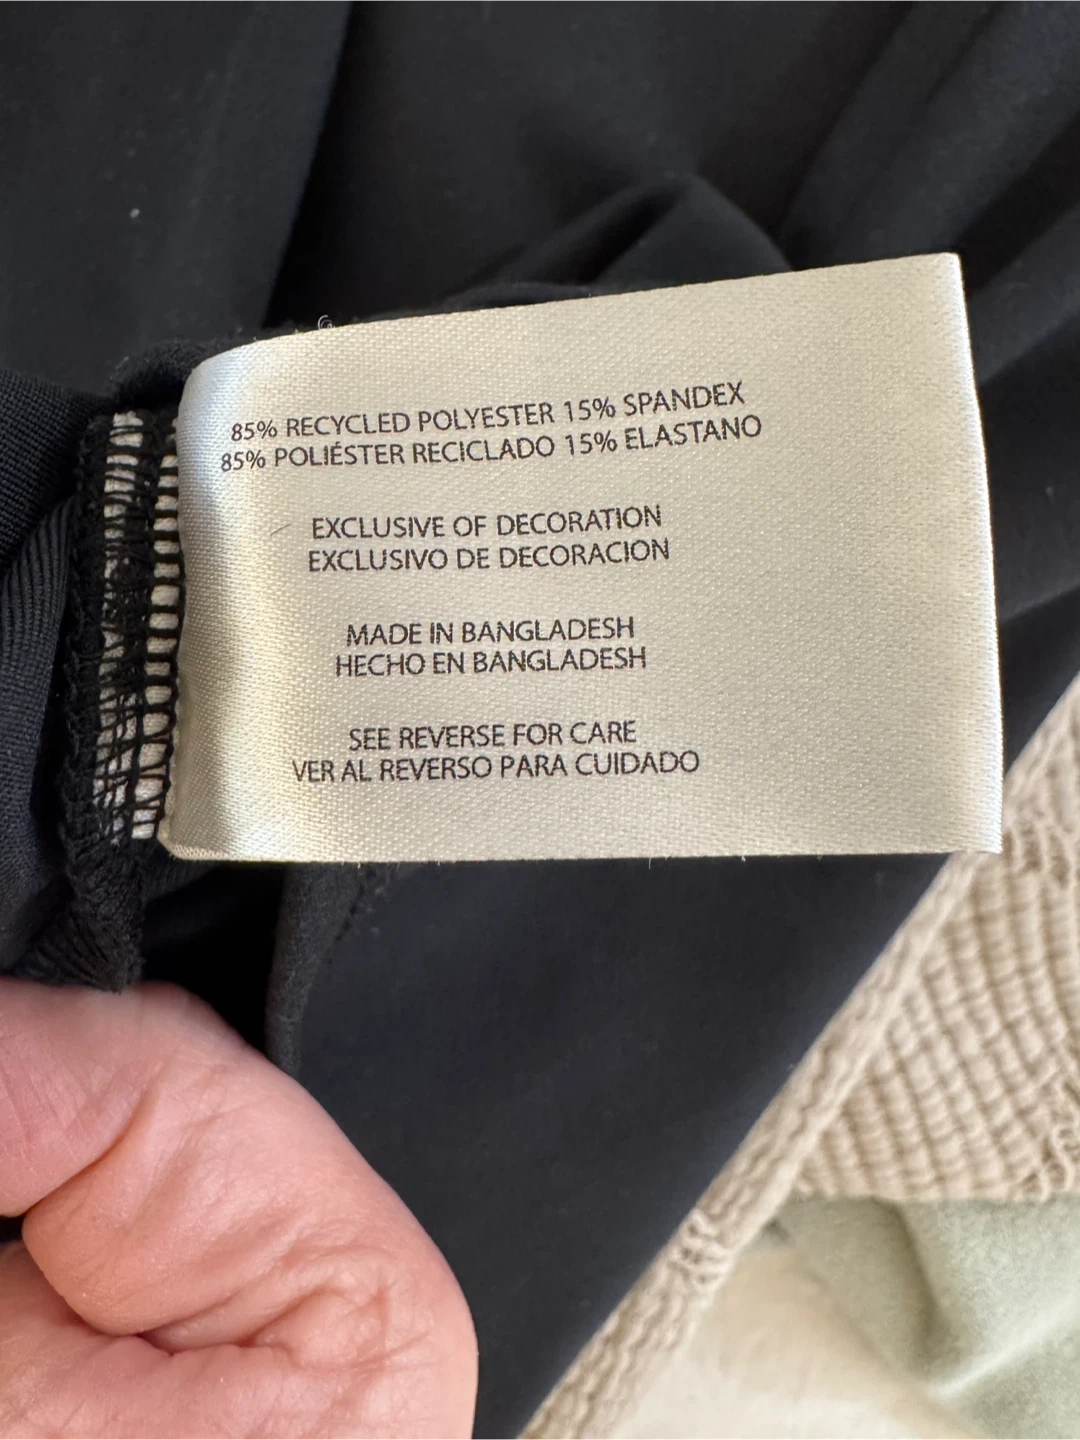 85% RECYCLED POLYESTER 15% SPANDEX
85% POLIÉSTER RECICLADO 15% ELASTANO
EXCLUSIVE OF DECORATION
EXCLUSIVO DE DECORACION
MADE IN BANGLADESH
HECHO EN BANGLADESH
SEE REVERSE FOR CARE
VER AL REVERSO PARA CUIDADO